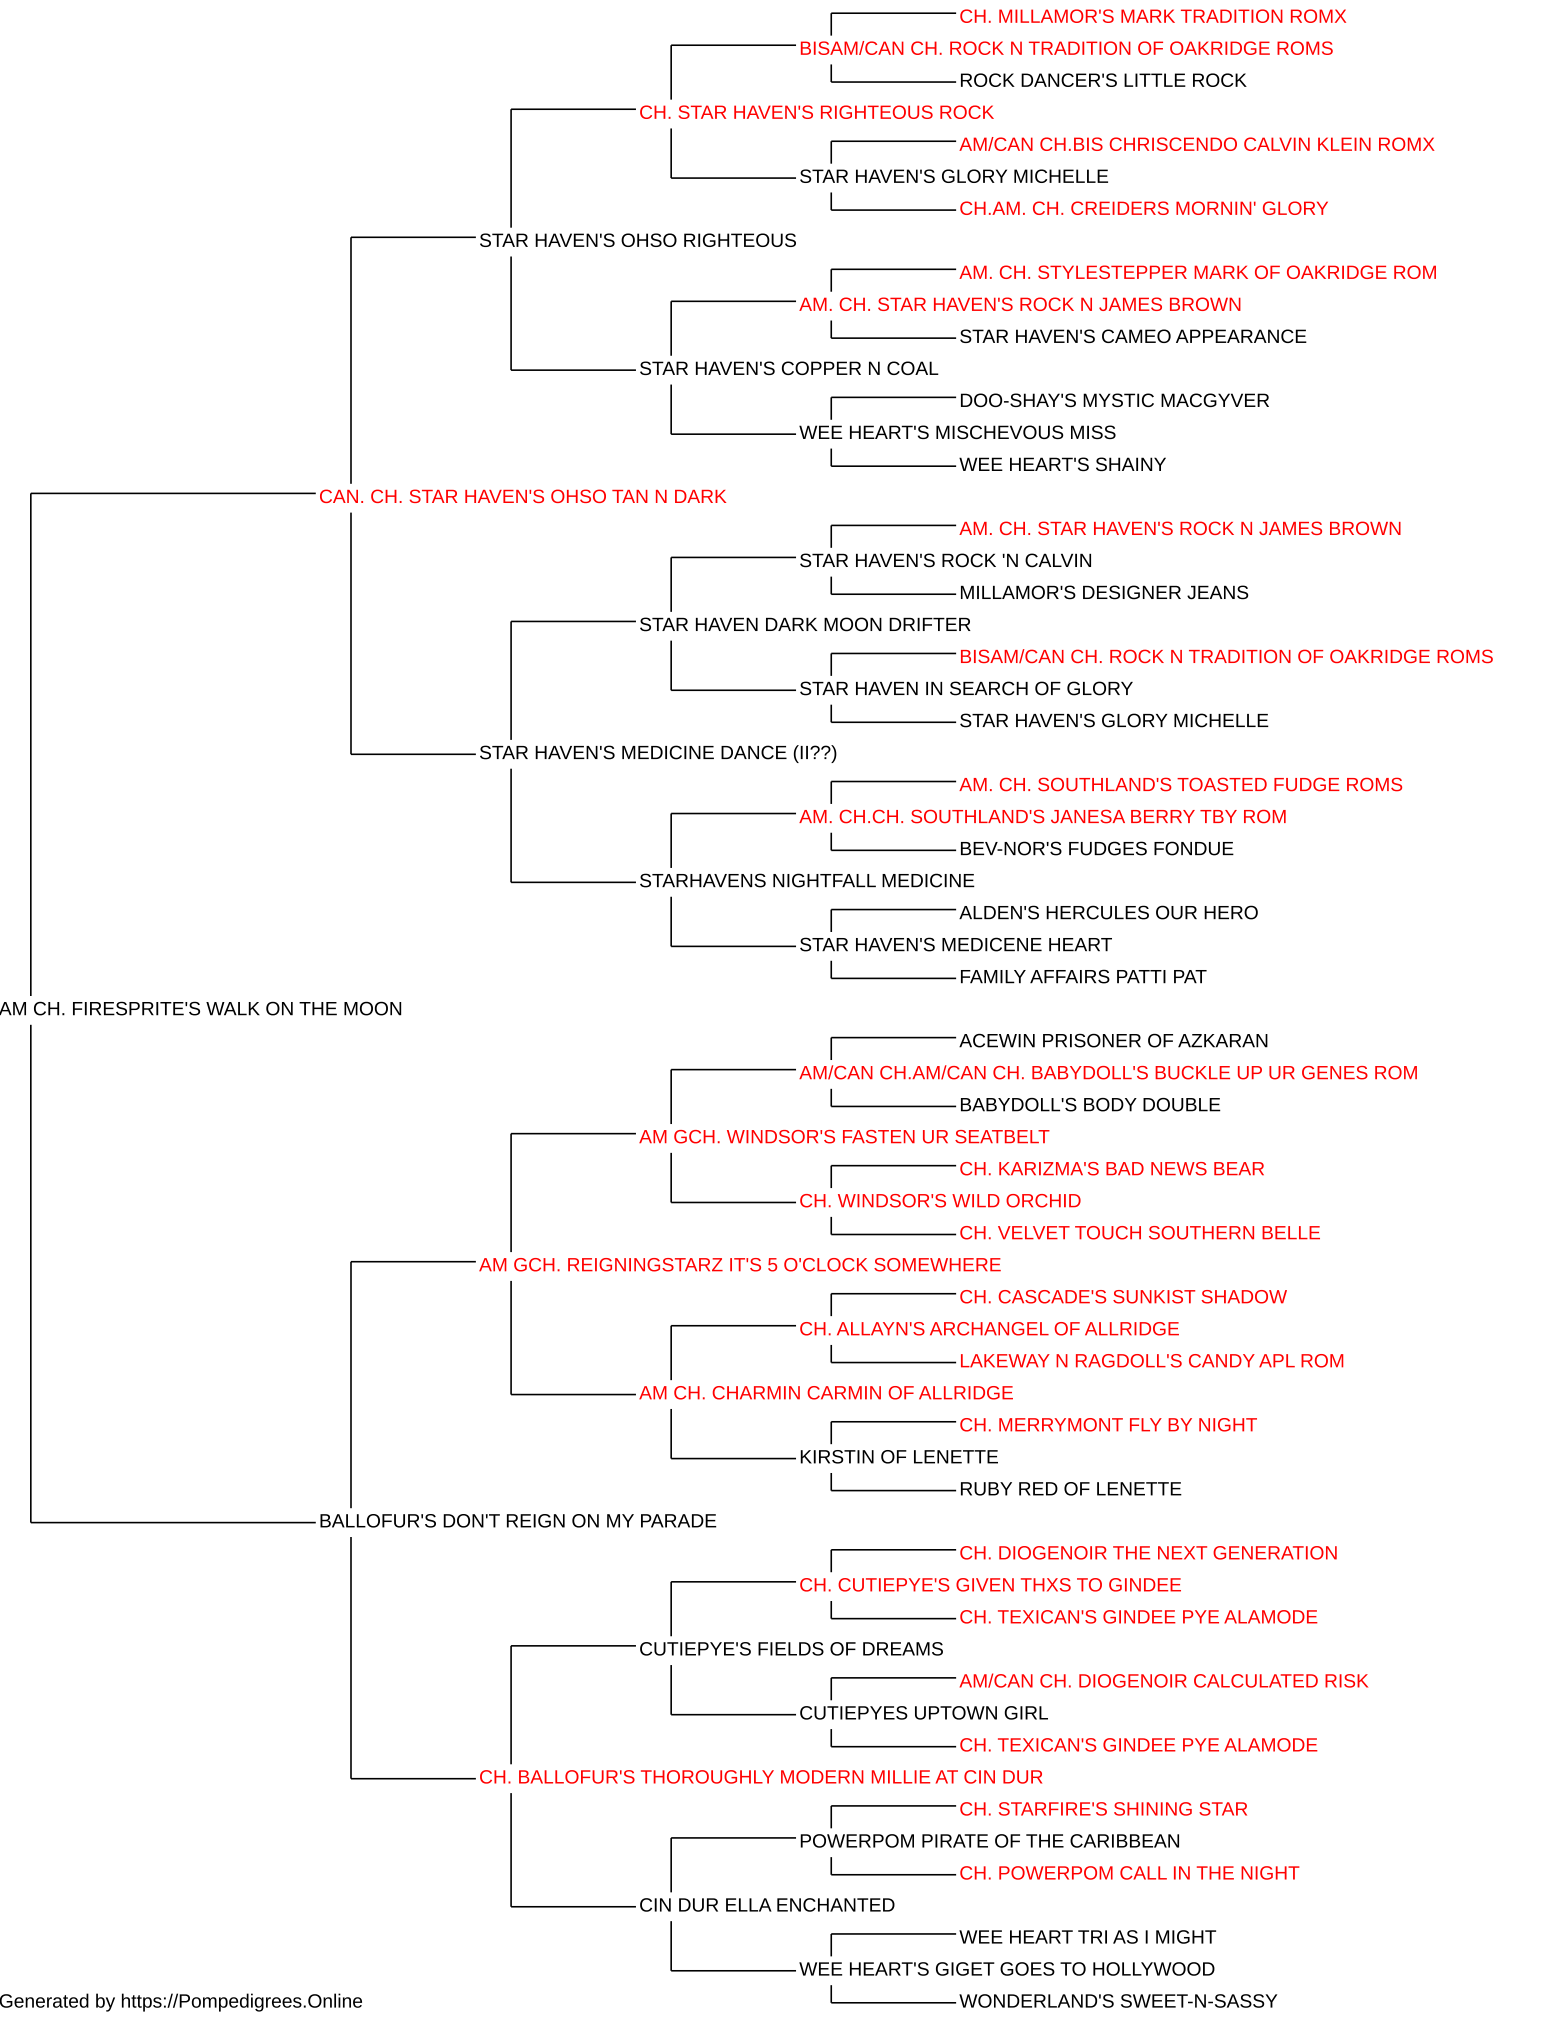 CH. MILLAMOR'S MARK TRADITION ROMX
BISAM/CAN CH. ROCK N TRADITION OF OAKRIDGE ROMS
ROCK DANCER'S LITTLE ROCK
CH. STAR HAVEN'S RIGHTEOUS ROCK
AM/CAN CH.BIS CHRISCENDO CALVIN KLEIN ROMX
STAR HAVEN'S GLORY MICHELLE
CH.AM. CH. CREIDERS MORNIN' GLORY
STAR HAVEN'S OHSO RIGHTEOUS
AM. CH. STYLESTEPPER MARK OF OAKRIDGE ROM
AM. CH. STAR HAVEN'S ROCK N JAMES BROWN
STAR HAVEN'S CAMEO APPEARANCE
STAR HAVEN'S COPPER N COAL
DOO-SHAY'S MYSTIC MACGYVER
WEE HEART'S MISCHEVOUS MISS
WEE HEART'S SHAINY
CAN. CH. STAR HAVEN'S OHSO TAN N DARK
AM. CH. STAR HAVEN'S ROCK N JAMES BROWN
STAR HAVEN'S ROCK 'N CALVIN
MILLAMOR'S DESIGNER JEANS
STAR HAVEN DARK MOON DRIFTER
BISAM/CAN CH. ROCK N TRADITION OF OAKRIDGE ROMS
STAR HAVEN IN SEARCH OF GLORY
STAR HAVEN'S GLORY MICHELLE
STAR HAVEN'S MEDICINE DANCE (II??)
AM. CH. SOUTHLAND'S TOASTED FUDGE ROMS
AM. CH.CH. SOUTHLAND'S JANESA BERRY TBY ROM
BEV-NOR'S FUDGES FONDUE
STARHAVENS NIGHTFALL MEDICINE
ALDEN'S HERCULES OUR HERO
STAR HAVEN'S MEDICENE HEART
FAMILY AFFAIRS PATTI PAT
AM CH. FIRESPRITE'S WALK ON THE MOON
ACEWIN PRISONER OF AZKARAN
AM/CAN CH.AM/CAN CH. BABYDOLL'S BUCKLE UP UR GENES ROM
BABYDOLL'S BODY DOUBLE
AM GCH. WINDSOR'S FASTEN UR SEATBELT
CH. KARIZMA'S BAD NEWS BEAR
CH. WINDSOR'S WILD ORCHID
CH. VELVET TOUCH SOUTHERN BELLE
AM GCH. REIGNINGSTARZ IT'S 5 O'CLOCK SOMEWHERE
CH. CASCADE'S SUNKIST SHADOW
CH. ALLAYN'S ARCHANGEL OF ALLRIDGE
LAKEWAY N RAGDOLL'S CANDY APL ROM
AM CH. CHARMIN CARMIN OF ALLRIDGE
CH. MERRYMONT FLY BY NIGHT
KIRSTIN OF LENETTE
RUBY RED OF LENETTE
BALLOFUR'S DON'T REIGN ON MY PARADE
CH. DIOGENOIR THE NEXT GENERATION
CH. CUTIEPYE'S GIVEN THXS TO GINDEE
CH. TEXICAN'S GINDEE PYE ALAMODE
CUTIEPYE'S FIELDS OF DREAMS
AM/CAN CH. DIOGENOIR CALCULATED RISK
CUTIEPYES UPTOWN GIRL
CH. TEXICAN'S GINDEE PYE ALAMODE
CH. BALLOFUR'S THOROUGHLY MODERN MILLIE AT CIN DUR
CH. STARFIRE'S SHINING STAR
POWERPOM PIRATE OF THE CARIBBEAN
CH. POWERPOM CALL IN THE NIGHT
CIN DUR ELLA ENCHANTED
WEE HEART TRI AS I MIGHT
WEE HEART'S GIGET GOES TO HOLLYWOOD
WONDERLAND'S SWEET-N-SASSY
Generated by https://Pompedigrees.Online